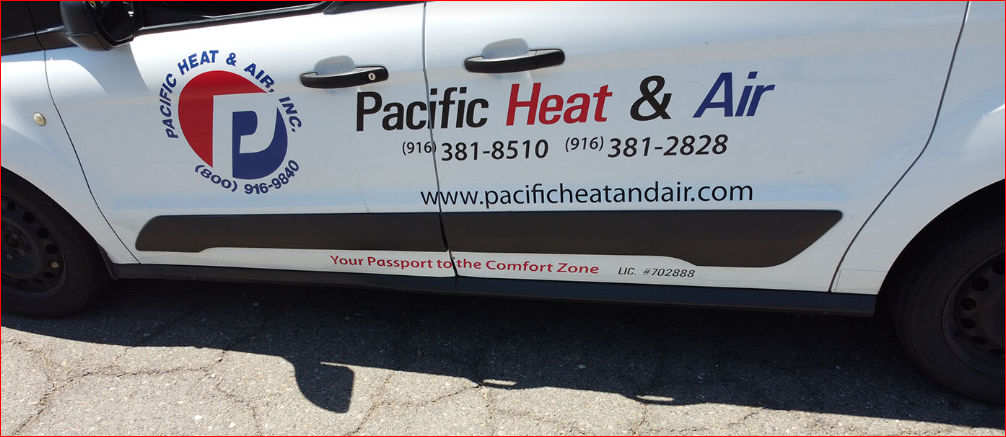 PACIFIC HEAT & AIR, INC.
P
(800) 916-9840
Pacific Heat & Air
(916) 381-8510 (916) 381-2828
www.pacificheatandair.com
Your Passport to the Comfort Zone LIC. #702888